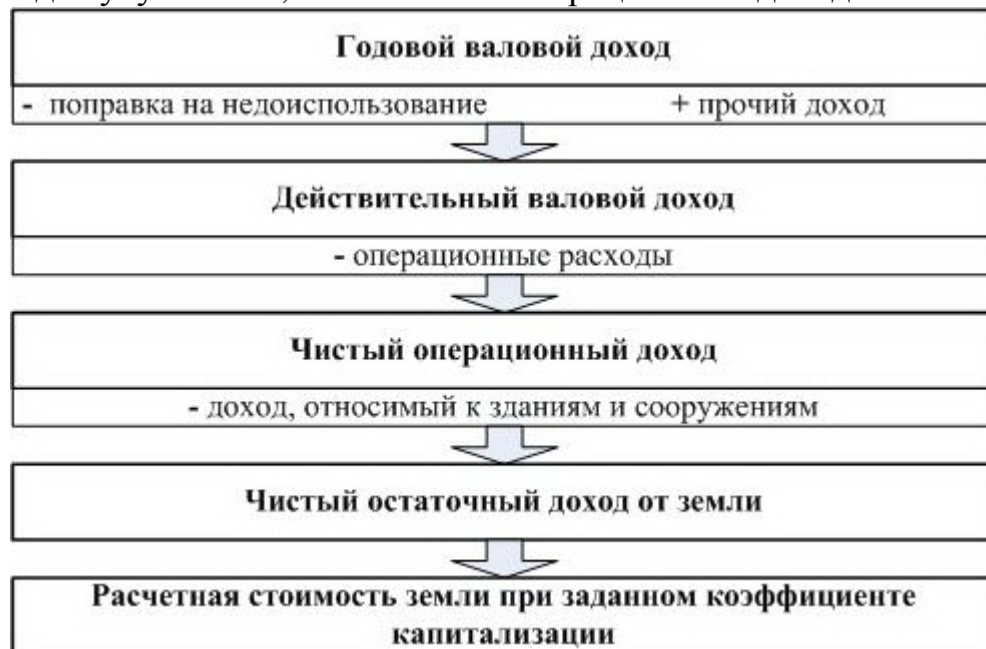 Годовой валовой доход
- поправка на недоиспользование + прочий доход
Действительный валовой доход
- операционные расходы
Чистый операционный доход
- доход, относимый к зданиям и сооружениям
Чистый остаточный доход от земли
Расчетная стоимость земли при заданном коэффициенте
капитализации